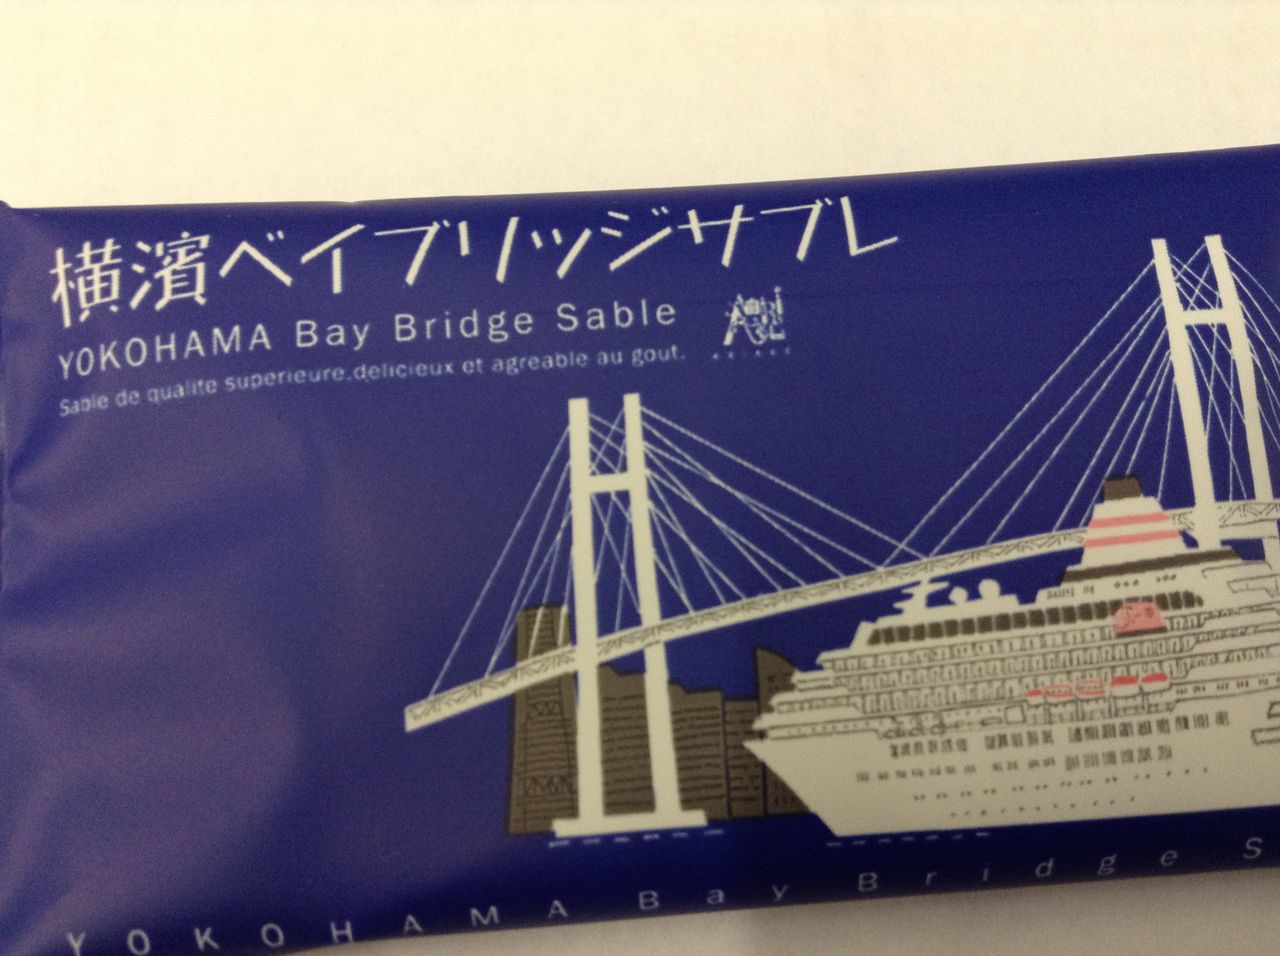 横濱ベイブリッジサブレ
YOKOHAMA Bay Bridge Sable
Sable de qualite superieure.delicieux et agreable au gout.
YOKOHAMA Bay Bridge S